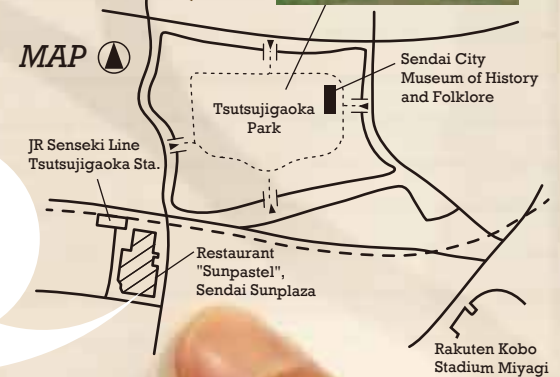 MAP
Sendai City
Museum of History
and Folklore
Tsutsujigaoka
Park
JR Senseki Line
Tsutsujigaoka Sta.
Restaurant
"Sunpastel",
Sendai Sunplaza
Rakuten Kobo
Stadium Miyagi